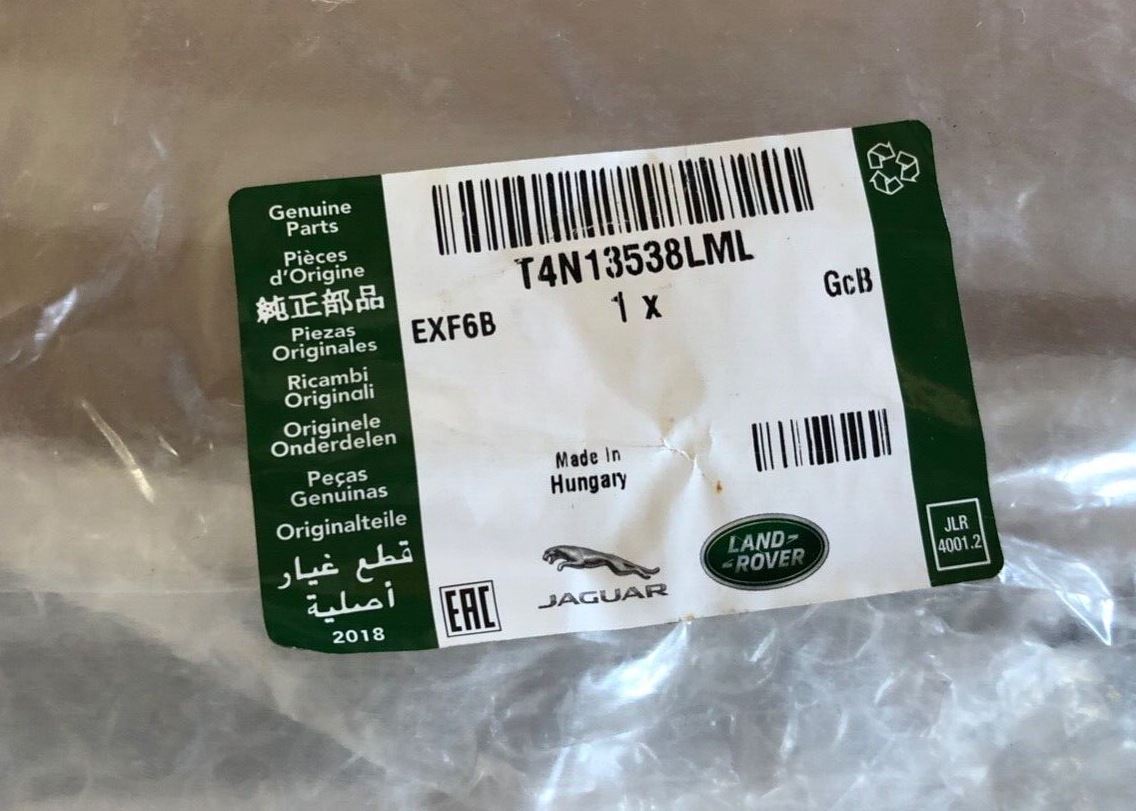 Genuine
Parts
Pièces
d'Origine
純正部品
Piezas
Originales
Ricambi
Originali
Originele
Onderdelen
Peças
Genuinas
Originalteile
قطع غيار
أصلية
2018
T4N13538LML
1 x
GcB
EXF6B
Made In
Hungary
EAC
JAGUAR
LAND-
-ROVER
JLR
4001.2